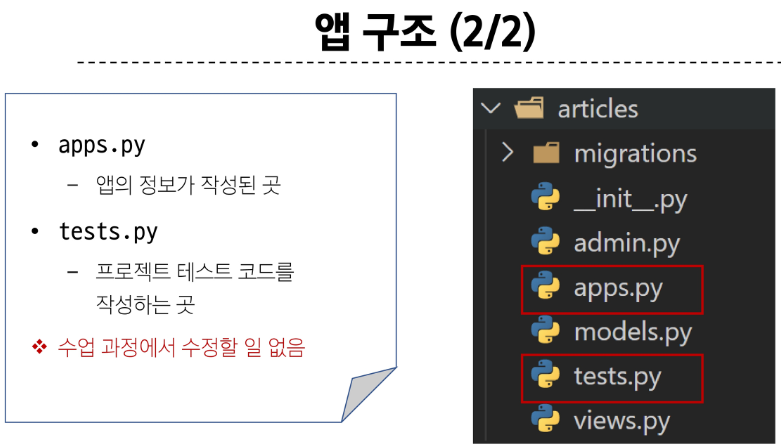 앱 구조 (2/2)
• apps.py
– 앱의 정보가 작성된 곳
• tests.py
– 프로젝트 테스트 코드를
작성하는 곳
❖ 수업 과정에서 수정할 일 없음
articles
migrations
__init__.py
admin.py
apps.py
models.py
tests.py
views.py